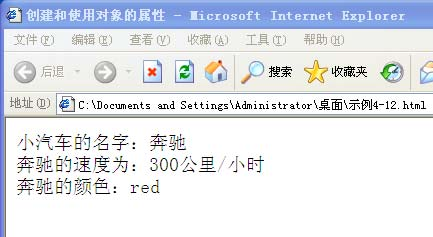 创建和使用对象的属性 - Microsoft Internet Explorer
文件(F) 编辑(E) 查看(V) 收藏(A) 工具(T) 帮助(H)
后退 搜索 收藏夹
地址(D) C:\Documents and Settings\Administrator\桌面\示例4-12.html
小汽车的名字: 奔驰
奔驰的速度为: 300公里/小时
奔驰的颜色: red